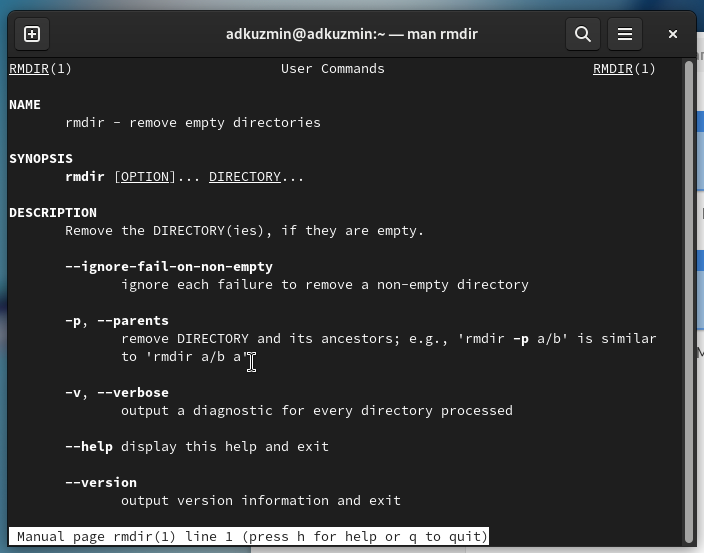 adkuzmin@adkuzmin:~ — man rmdir
RMDIR(1) User Commands RMDIR(1)
NAME
rmdir - remove empty directories
SYNOPSIS
rmdir [OPTION]... DIRECTORY...
DESCRIPTION
Remove the DIRECTORY(ies), if they are empty.
--ignore-fail-on-non-empty
ignore each failure to remove a non-empty directory
-p, --parents
remove DIRECTORY and its ancestors; e.g., 'rmdir -p a/b' is similar
to 'rmdir a/b a'
-v, --verbose
output a diagnostic for every directory processed
--help display this help and exit
--version
output version information and exit
Manual page rmdir(1) line 1 (press h for help or q to quit)